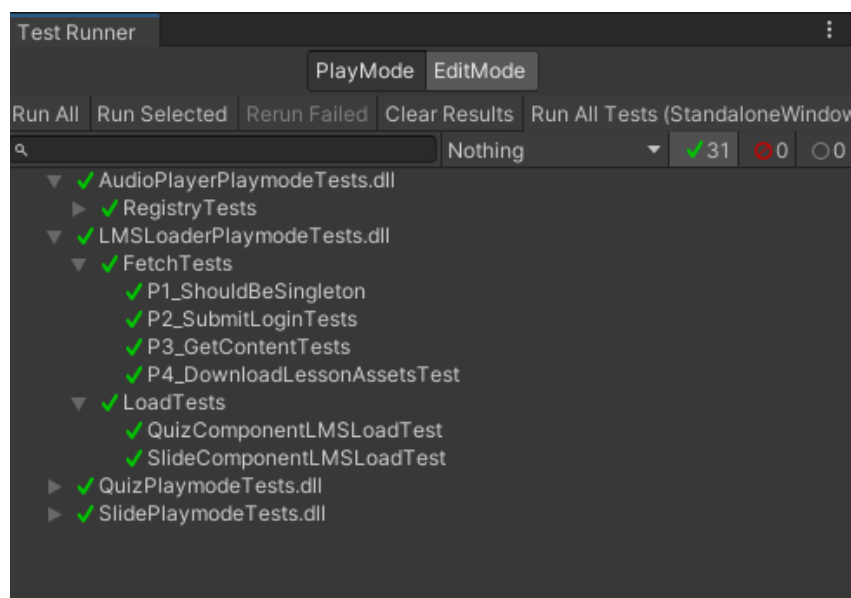 Test Runner
PlayMode EditMode
Run All Run Selected Rerun Failed Clear Results Run All Tests (StandaloneWindow
Nothing 31 0 0
AudioPlayerPlaymodeTests.dll
RegistryTests
LMSLoaderPlaymodeTests.dll
FetchTests
P1_ShouldBeSingleton
P2_SubmitLoginTests
P3_GetContentTests
P4_DownloadLessonAssetsTest
LoadTests
QuizComponentLMSLoadTest
SlideComponentLMSLoadTest
QuizPlaymodeTests.dll
SlidePlaymodeTests.dll